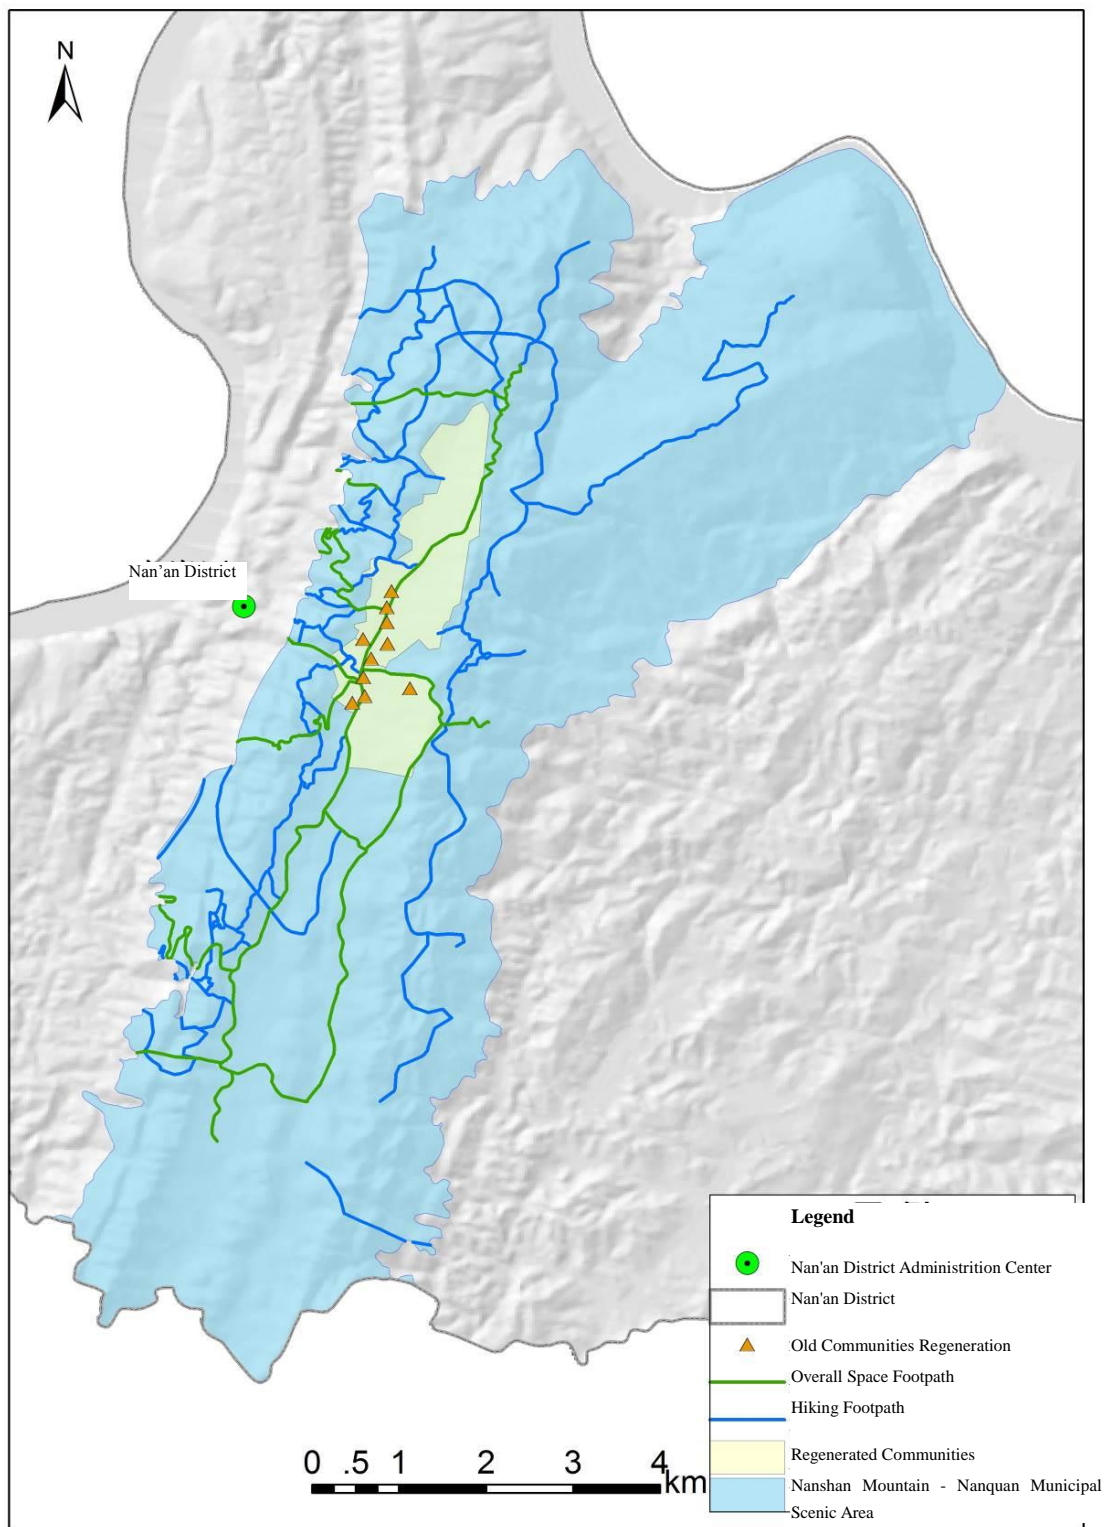 N
Nan'an District
Legend
Nan'an District Administrition Center
Nan'an District
Old Communities Regeneration
Overall Space Footpath
Hiking Footpath
Regenerated Communities
Nanshan Mountain - Nanquan Municipal
Scenic Area
0 .5 1 2 3 4
km